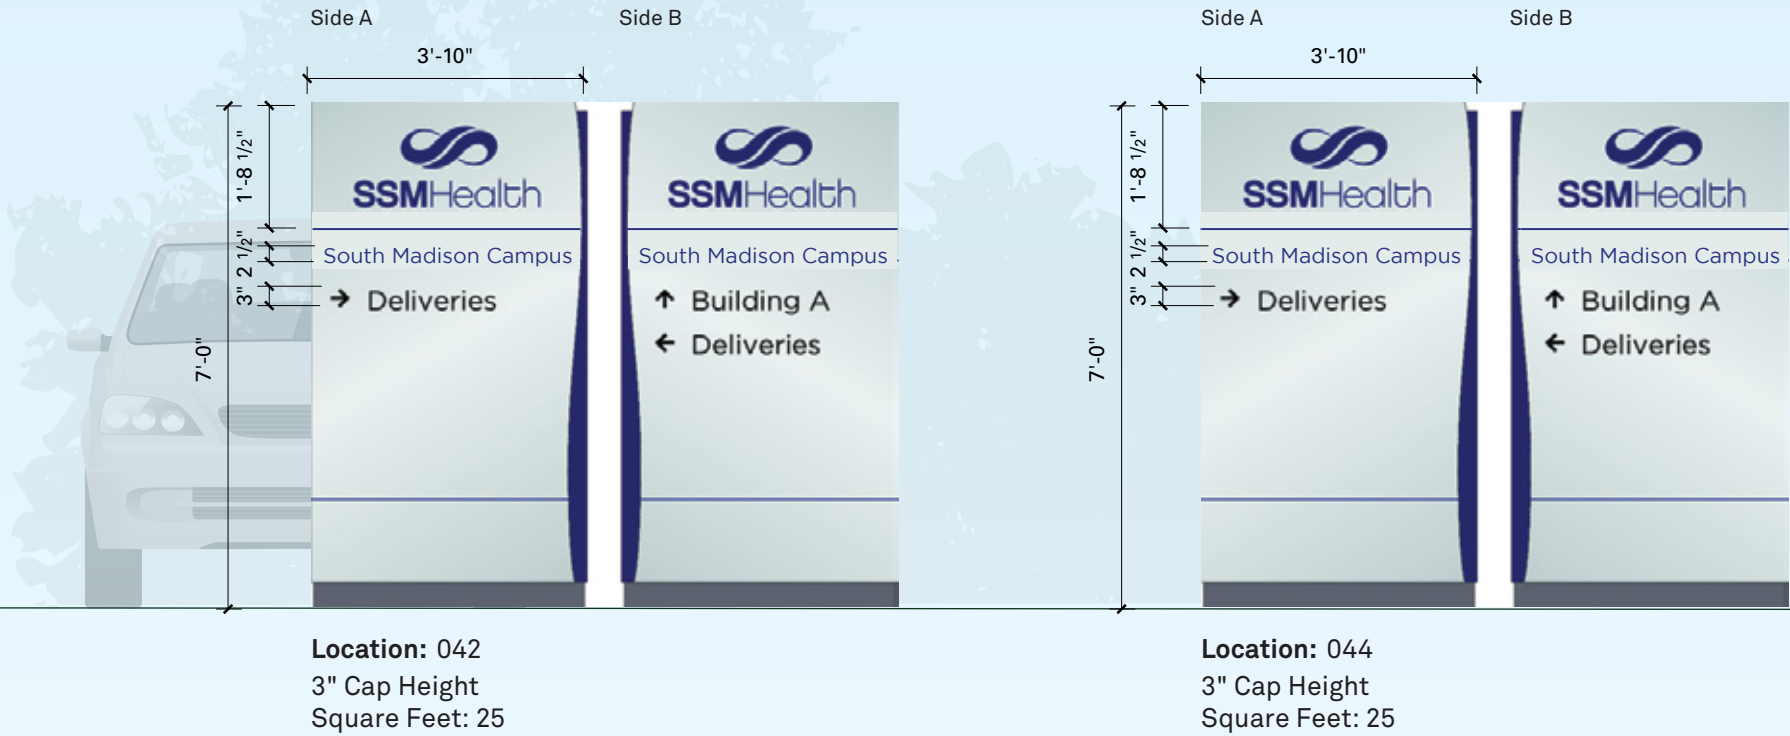 Side A
Side B
3'-10"
1'-8 1/2"
2 1/2"
3"
7'-0"
SSMHealth
South Madison Campus
→ Deliveries
SSMHealth
South Madison Campus
↑ Building A
← Deliveries
Location: 042
3" Cap Height
Square Feet: 25
Side A
Side B
3'-10"
1'-8 1/2"
2 1/2"
3"
7'-0"
SSMHealth
South Madison Campus
→ Deliveries
SSMHealth
South Madison Campus
↑ Building A
← Deliveries
Location: 044
3" Cap Height
Square Feet: 25